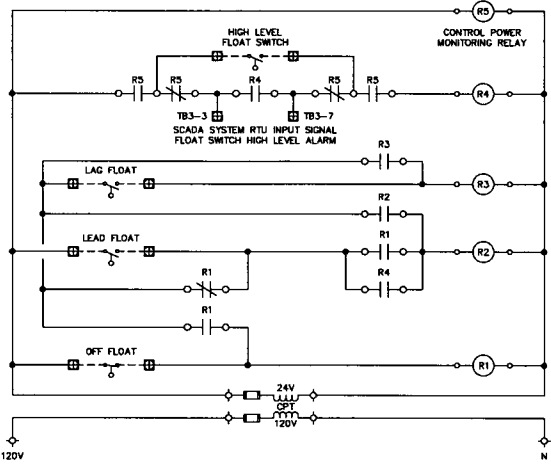 R5
HIGH LEVEL
FLOAT SWITCH
CONTROL POWER
MONITORING RELAY
R5 R5 R4 R5 R5 R4
TB3-3 TB3-7
SCADA SYSTEM RTU INPUT SIGNAL
FLOAT SWITCH HIGH LEVEL ALARM
R3
LAG FLOAT
R3
R2
LEAD FLOAT R1 R2
R1 R4
R1
OFF FLOAT
R1
24V
CPT
120V
120V N